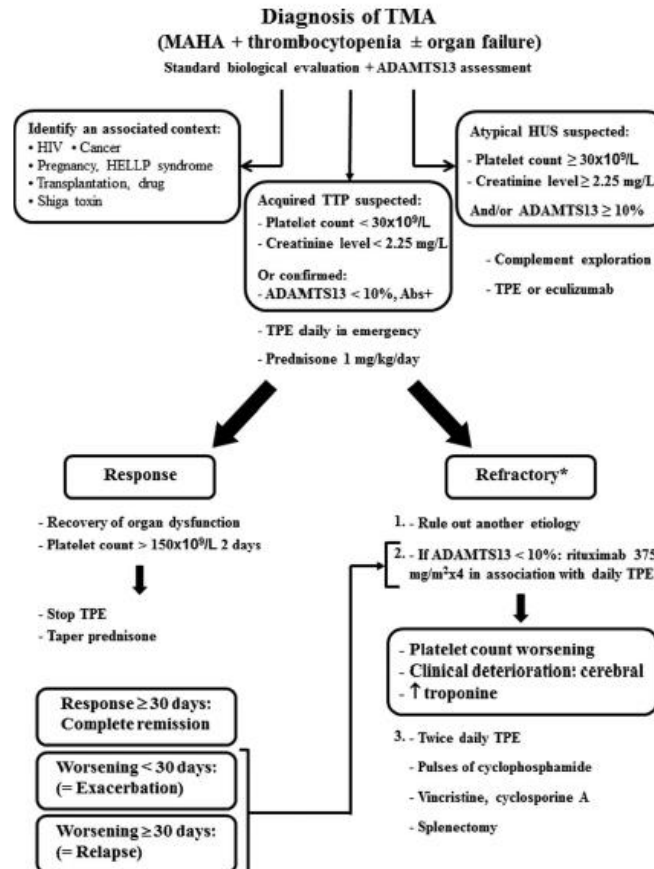 Diagnosis of TMA
(MAHA + thrombocytopenia ± organ failure)
Standard biological evaluation + ADAMTS13 assessment
Identify an associated context:
• HIV • Cancer
• Pregnancy, HELLP syndrome
• Transplantation, drug
• Shiga toxin
Acquired TTP suspected:
- Platelet count < 30x10⁹/L
- Creatinine level < 2.25 mg/L
Or confirmed:
- ADAMTS13 < 10%, Abs+
Atypical HUS suspected:
- Platelet count ≥ 30x10⁹/L
- Creatinine level ≥ 2.25 mg/L
And/or ADAMTS13 ≥ 10%
- Complement exploration
- TPE or eculizumab
- TPE daily in emergency
- Prednisone 1 mg/kg/day
Response
- Recovery of organ dysfunction
- Platelet count > 150x10⁹/L 2 days
- Stop TPE
- Taper prednisone
Response ≥ 30 days:
Complete remission
Worsening < 30 days:
(= Exacerbation)
Worsening ≥30 days:
(= Relapse)
Refractory*
1. - Rule out another etiology
2. - If ADAMTS13 < 10%: rituximab 375
mg/m²x4 in association with daily TPE
- Platelet count worsening
- Clinical deterioration: cerebral
- ↑ troponine
3. - Twice daily TPE
- Pulses of cyclophosphamide
- Vincristine, cyclosporine A
- Splenectomy